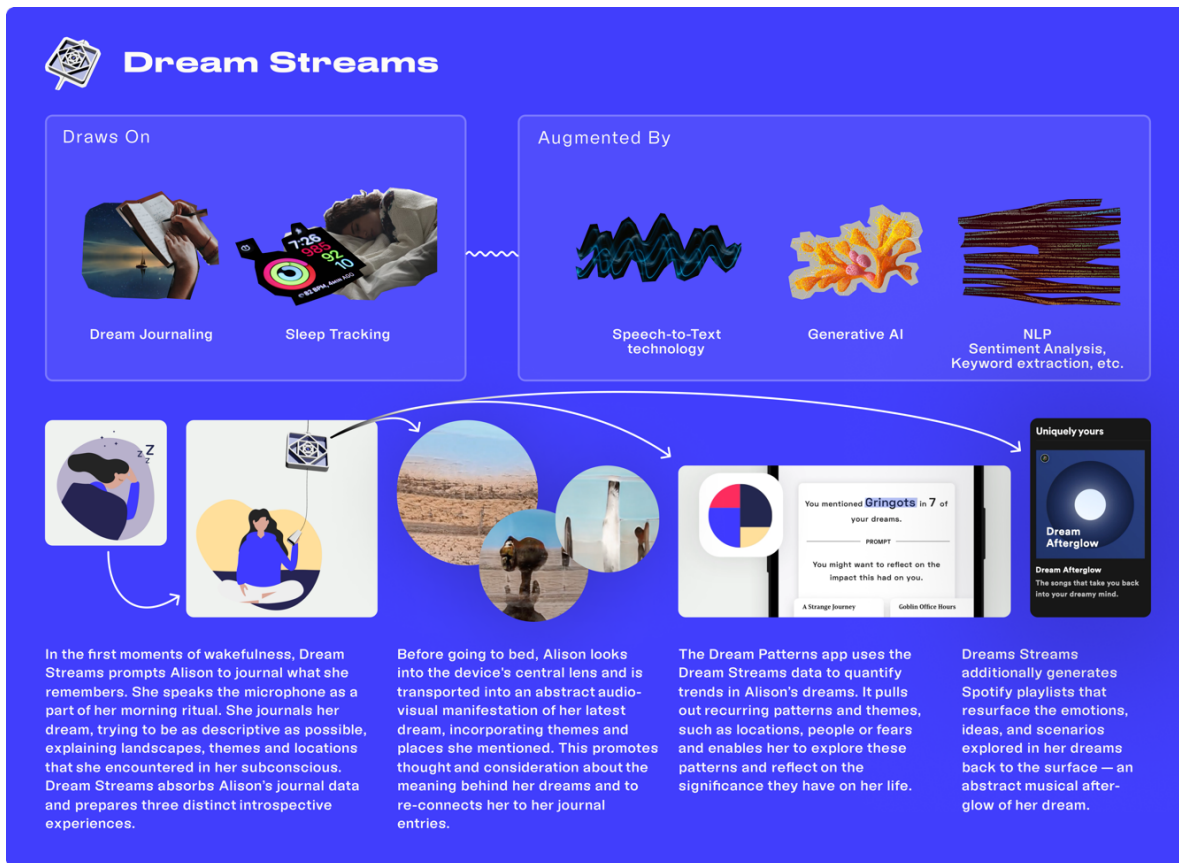 Dream Streams
Draws On
Dream Journaling
7:26
985
92
10
82 BPM, 4MIN AGO
Sleep Tracking
Augmented By
Speech-to-Text
technology
Generative AI
NLP
Sentiment Analysis,
Keyword extraction, etc.
z Z
z
In the first moments of wakefulness, Dream
Streams prompts Alison to journal what she
remembers. She speaks the microphone as a
part of her morning ritual. She journals her
dream, trying to be as descriptive as possible,
explaining landscapes, themes and locations
that she encountered in her subconscious.
Dream Streams absorbs Alison's journal data
and prepares three distinct introspective
experiences.
Before going to bed, Alison looks
into the device's central lens and is
transported into an abstract audio-
visual manifestation of her latest
dream, incorporating themes and
places she mentioned. This promotes
thought and consideration about the
meaning behind her dreams and to
re-connects her to her journal
entries.
You mentioned Gringots in 7 of
your dreams.
PROMPT
You might want to reflect on the
impact this had on you.
A Strange Journey
Goblin Office Hours
The Dream Patterns app uses the
Dream Streams data to quantify
trends in Alison's dreams. It pulls
out recurring patterns and themes,
such as locations, people or fears
and enables her to explore these
patterns and reflect on the
significance they have on her life.
Uniquely yours
Dream
Afterglow
Dream Afterglow
The songs that take you back
into your dreamy mind.
Dreams Streams
additionally generates
Spotify playlists that
resurface the emotions,
ideas, and scenarios
explored in her dreams
back to the surface — an
abstract musical after-
glow of her dream.